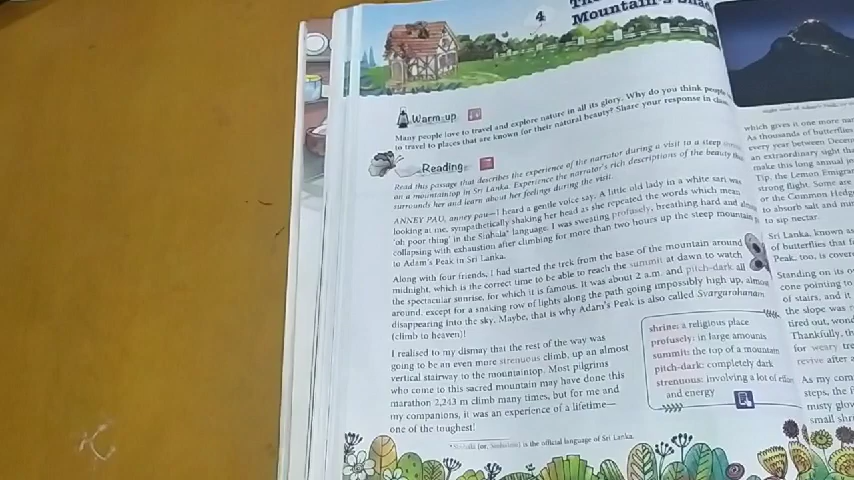 4
Mountain's
Warm-up
Many people love to travel and explore nature in all its glory. Why do you think people
to travel to places that are known for their natural beauty? Share your response in class.
Reading
Read this passage that describes the experience of the narrator during a visit to a steep
on a mountaintop in Sri Lanka. Experience the narrator's rich descriptions of the beauty that
surrounds her and learn about her feelings during the visit.
ANNEY PAU, anney pau—I heard a gentle voice say. A little old lady in a white sari was
looking at me, sympathetically shaking her head as she repeated the words which mean
'oh poor thing' in the Sinhala* language. I was sweating profusely, breathing hard and almost
collapsing with exhaustion after climbing for more than two hours up the steep mountain
to Adam's Peak in Sri Lanka.
Along with four friends, I had started the trek from the base of the mountain around
midnight, which is the correct time to be able to reach the summit at dawn to watch
the spectacular sunrise, for which it is famous. It was about 2 a.m. and pitch-dark all
around, except for a snaking row of lights along the path going impossibly high up, almost
disappearing into the sky. Maybe, that is why Adam's Peak is also called Svargarohanam
(climb to heaven)!
I realised to my dismay that the rest of the way was
going to be an even more strenuous climb, up an almost
vertical stairway to the mountaintop. Most pilgrims
who come to this sacred mountain may have done this
marathon 2,243 m climb many times, but for me and
my companions, it was an experience of a lifetime—
one of the toughest!
shrine: a religious place
profusely: in large amounts
summit: the top of a mountain
pitch-dark: completely dark
strenuous: involving a lot of effort
and energy
is the official language of Sri Lanka.
which gives it one more
As thousands of butterflies
every year between
an extraordinary sight
make this long annual
Tip, the Lemon
strong flight. Some are
or the Common
to absorb salt and
to sip nectar.
Sri Lanka, known as
of butterflies that
Peak, too, is
Standing on its
cone pointing to
of stairs, and it
the slope was
tired out,
Thankfully,
for weary
revive after
As my
steps, the
misty
small